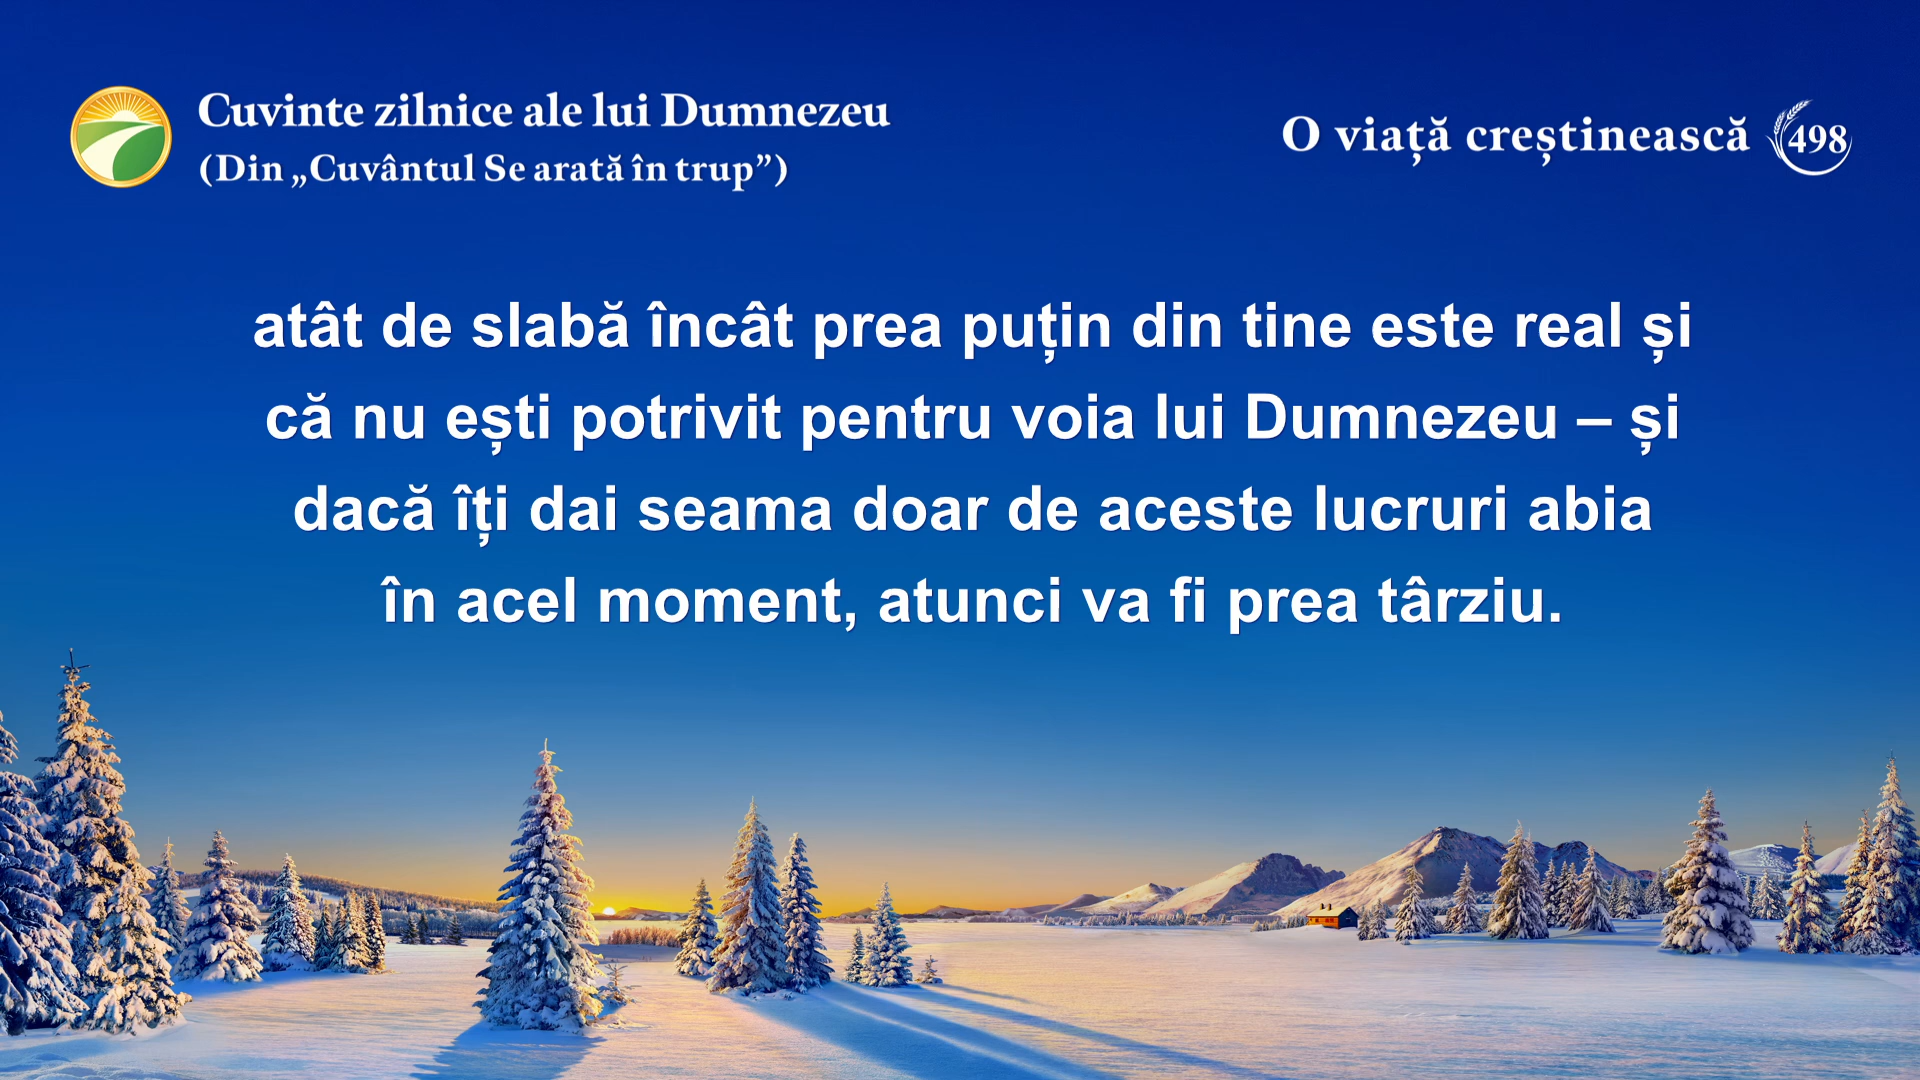 Cuvinte zilnice ale lui Dumnezeu
(Din „Cuvântul Se arată în trup”)
O viață creștinească 498
atât de slabă încât prea puțin din tine este real și
că nu ești potrivit pentru voia lui Dumnezeu – și
dacă îți dai seama doar de aceste lucruri abia
în acel moment, atunci va fi prea târziu.